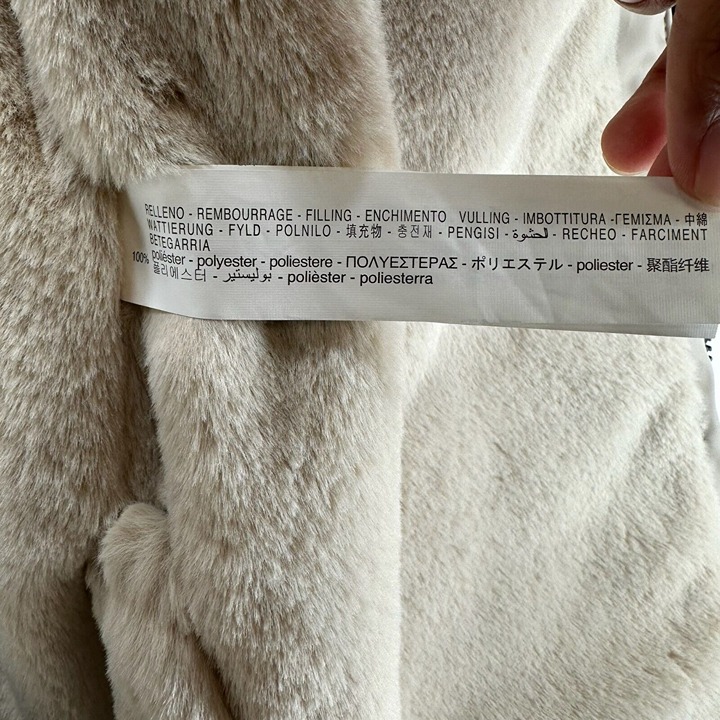 RELLENO - REMBOURRAGE - FILLING - ENCHIMENTO VULLING - IMBOTTITURA -ΓΕΜΙΣΜΑ - 中綿
WATTIERUNG - FYLD - POLNILO - 填充物 - 충전재 - PENGISI - الحشوة - RECHEO - FARCIMENT
BETEGARRIA
100% poliéster - polyester - poliestere - ΠΟΛΥΕΣΤΕΡΑΣ - ポリエステル - poliester - 聚酯纤维
폴리에스터 - بوليستير - polièster - poliesterra